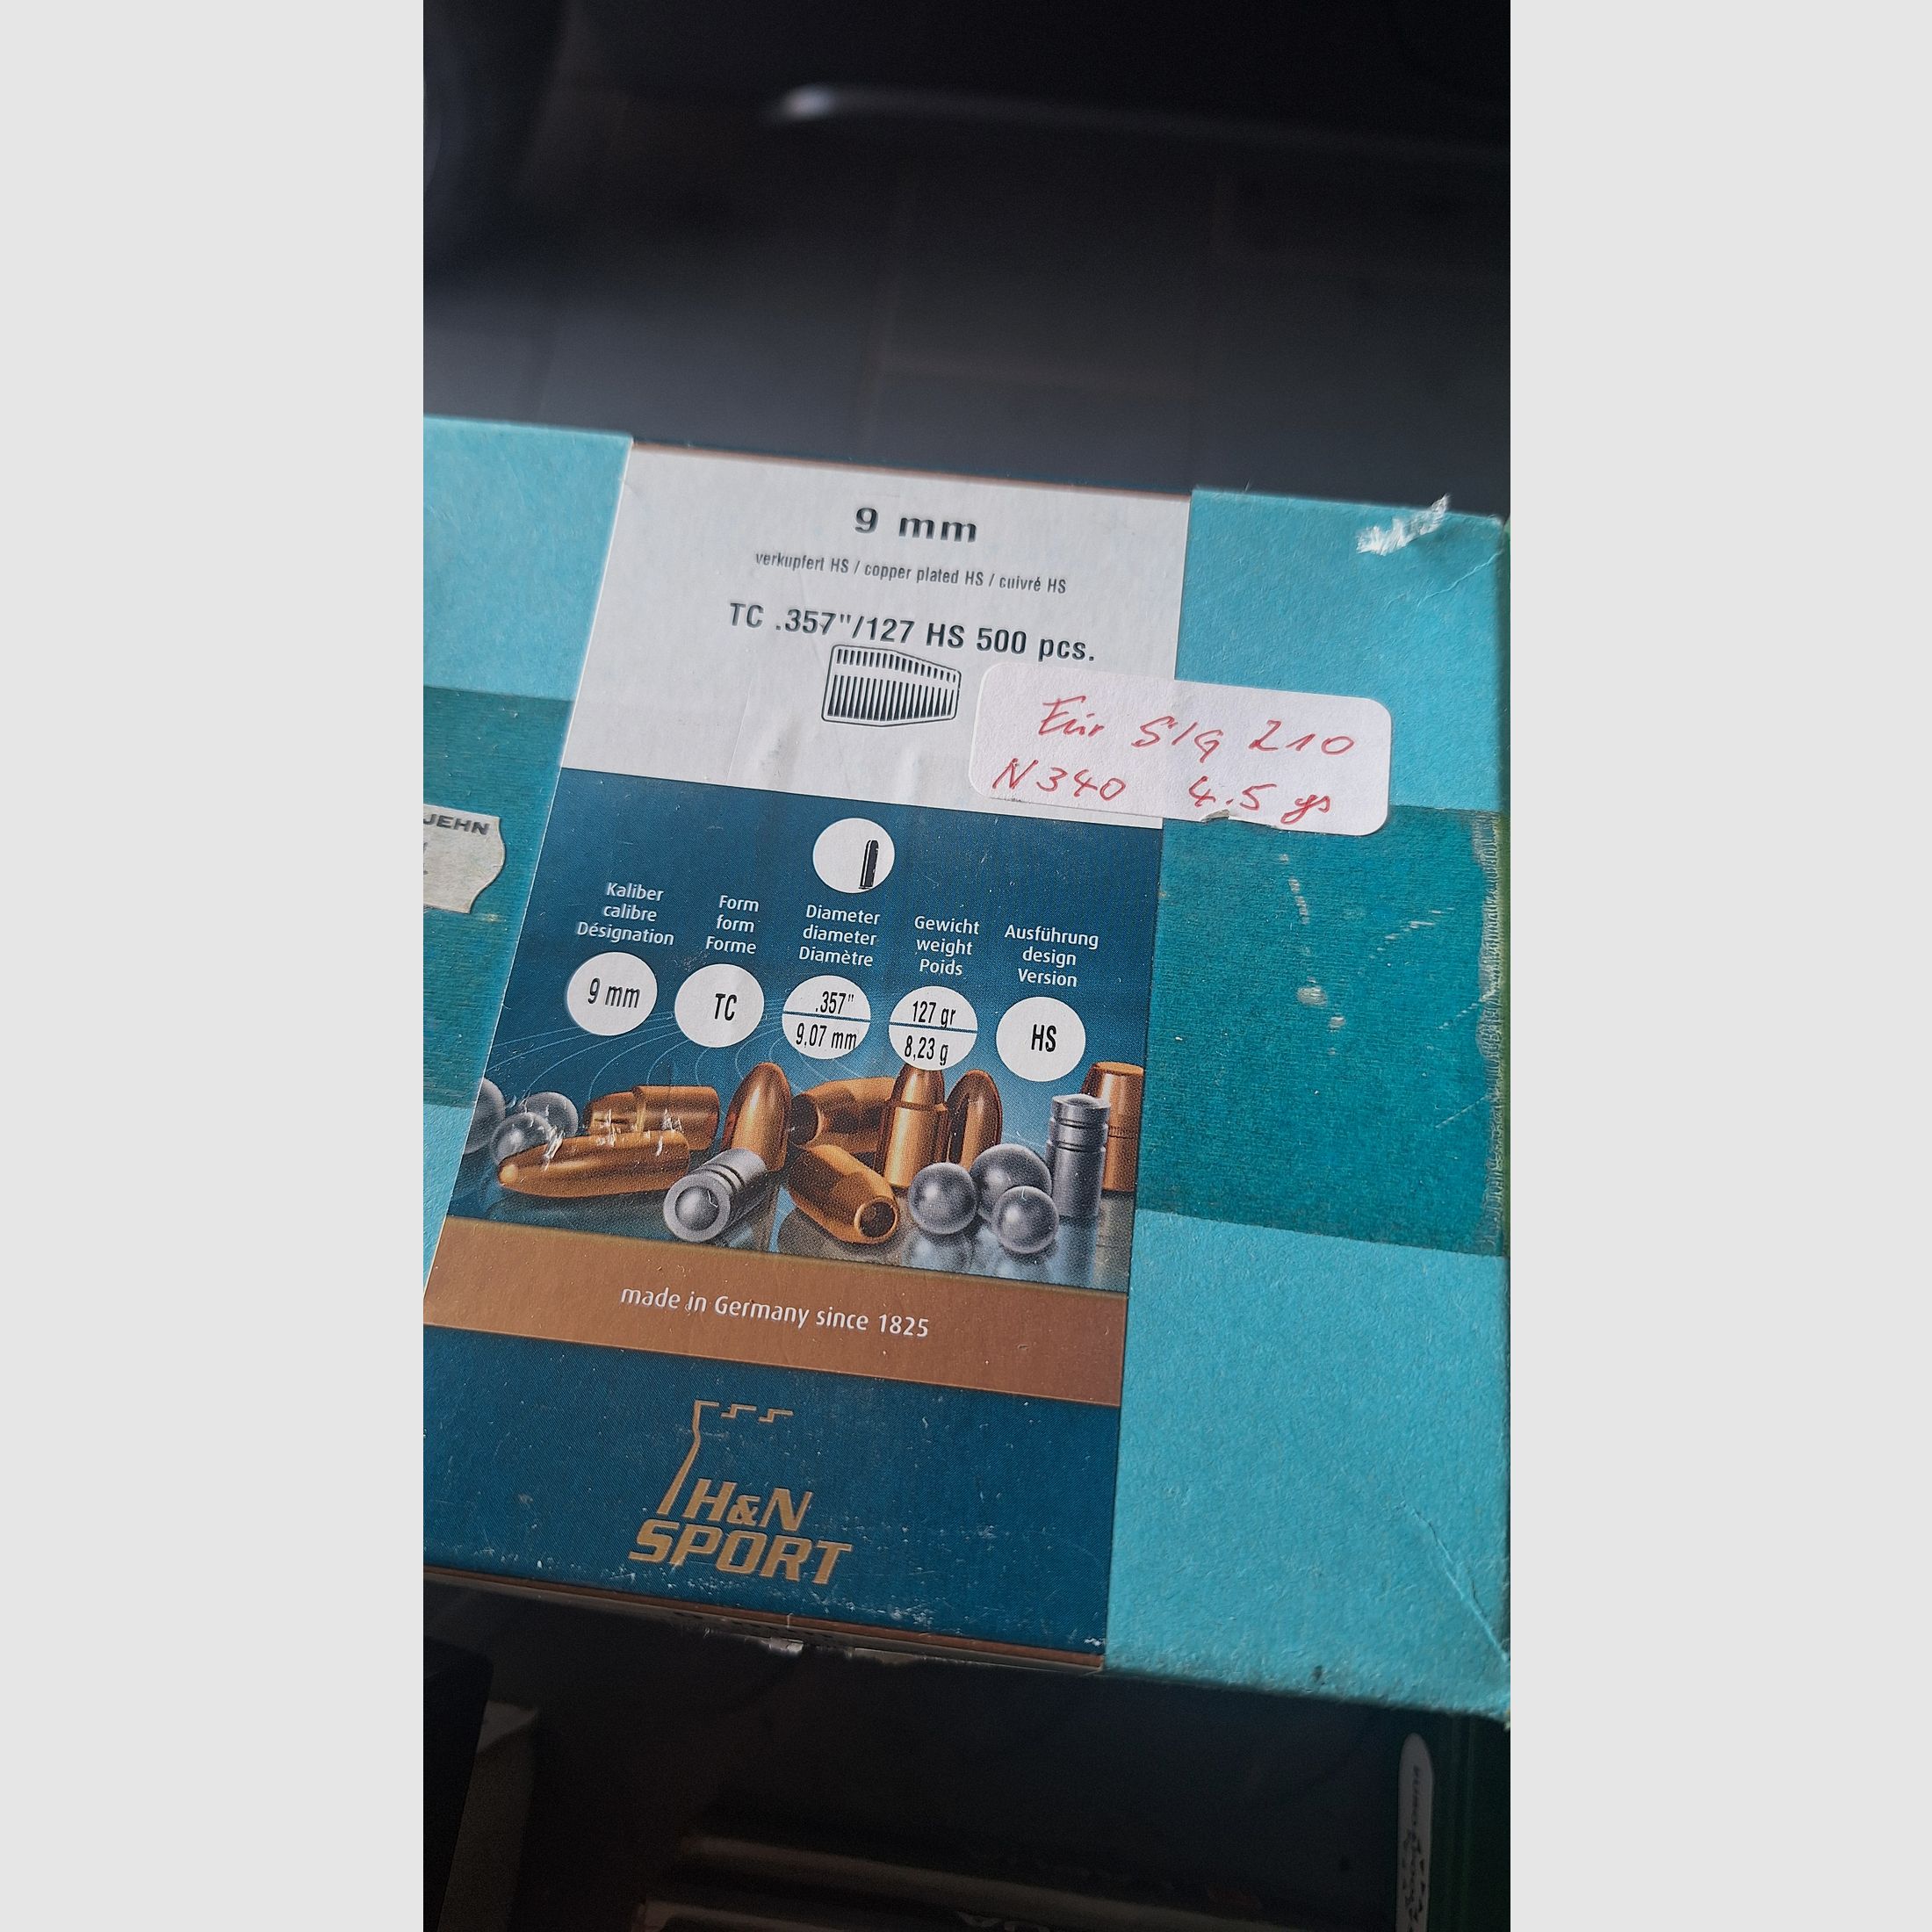 9 mm
verkupfert HS / copper plated HS / cuivré HS
TC .357"/127 HS 500 pcs.
Für SIG 210
N340 4.5 gs
JEHN
Kaliber
calibre
Désignation
Form
form
Forme
Diameter
diameter
Diamètre
Gewicht
weight
Poids
Ausführung
design
Version
9 mm
TC
.357"
9,07 mm
127 gr
8,23 g
HS
made in Germany since 1825
H&N
SPORT